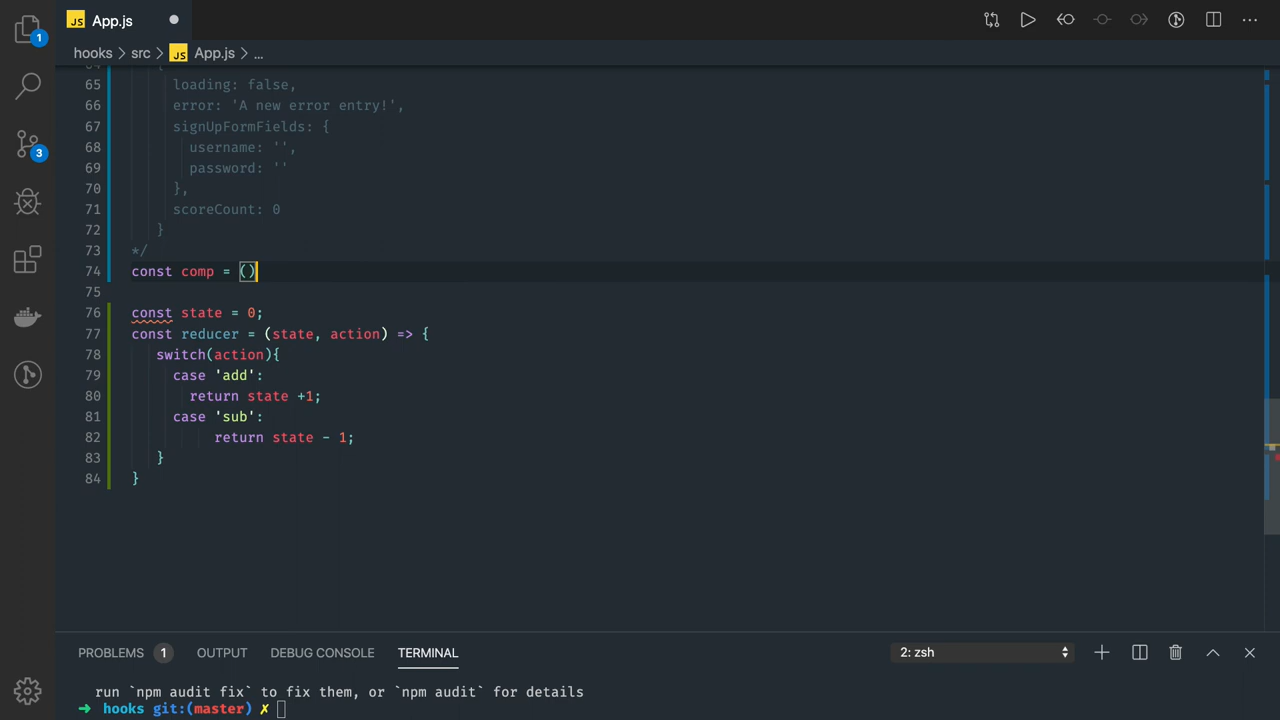 JS App.js
1
hooks > src > JS App.js > ...
64 {
65 loading: false,
66 error: 'A new error entry!',
67 signUpFormFields: {
68 username: '',
69 password: ''
70 },
71 scoreCount: 0
72 }
73 */
74 const comp = ()
75
76 const state = 0;
77 const reducer = (state, action) => {
78 switch(action){
79 case 'add':
80 return state +1;
81 case 'sub':
82 return state - 1;
83 }
84 }
3
PROBLEMS 1 OUTPUT DEBUG CONSOLE TERMINAL 2: zsh
run `npm audit fix` to fix them, or `npm audit` for details
➜ hooks git:(master) ✗